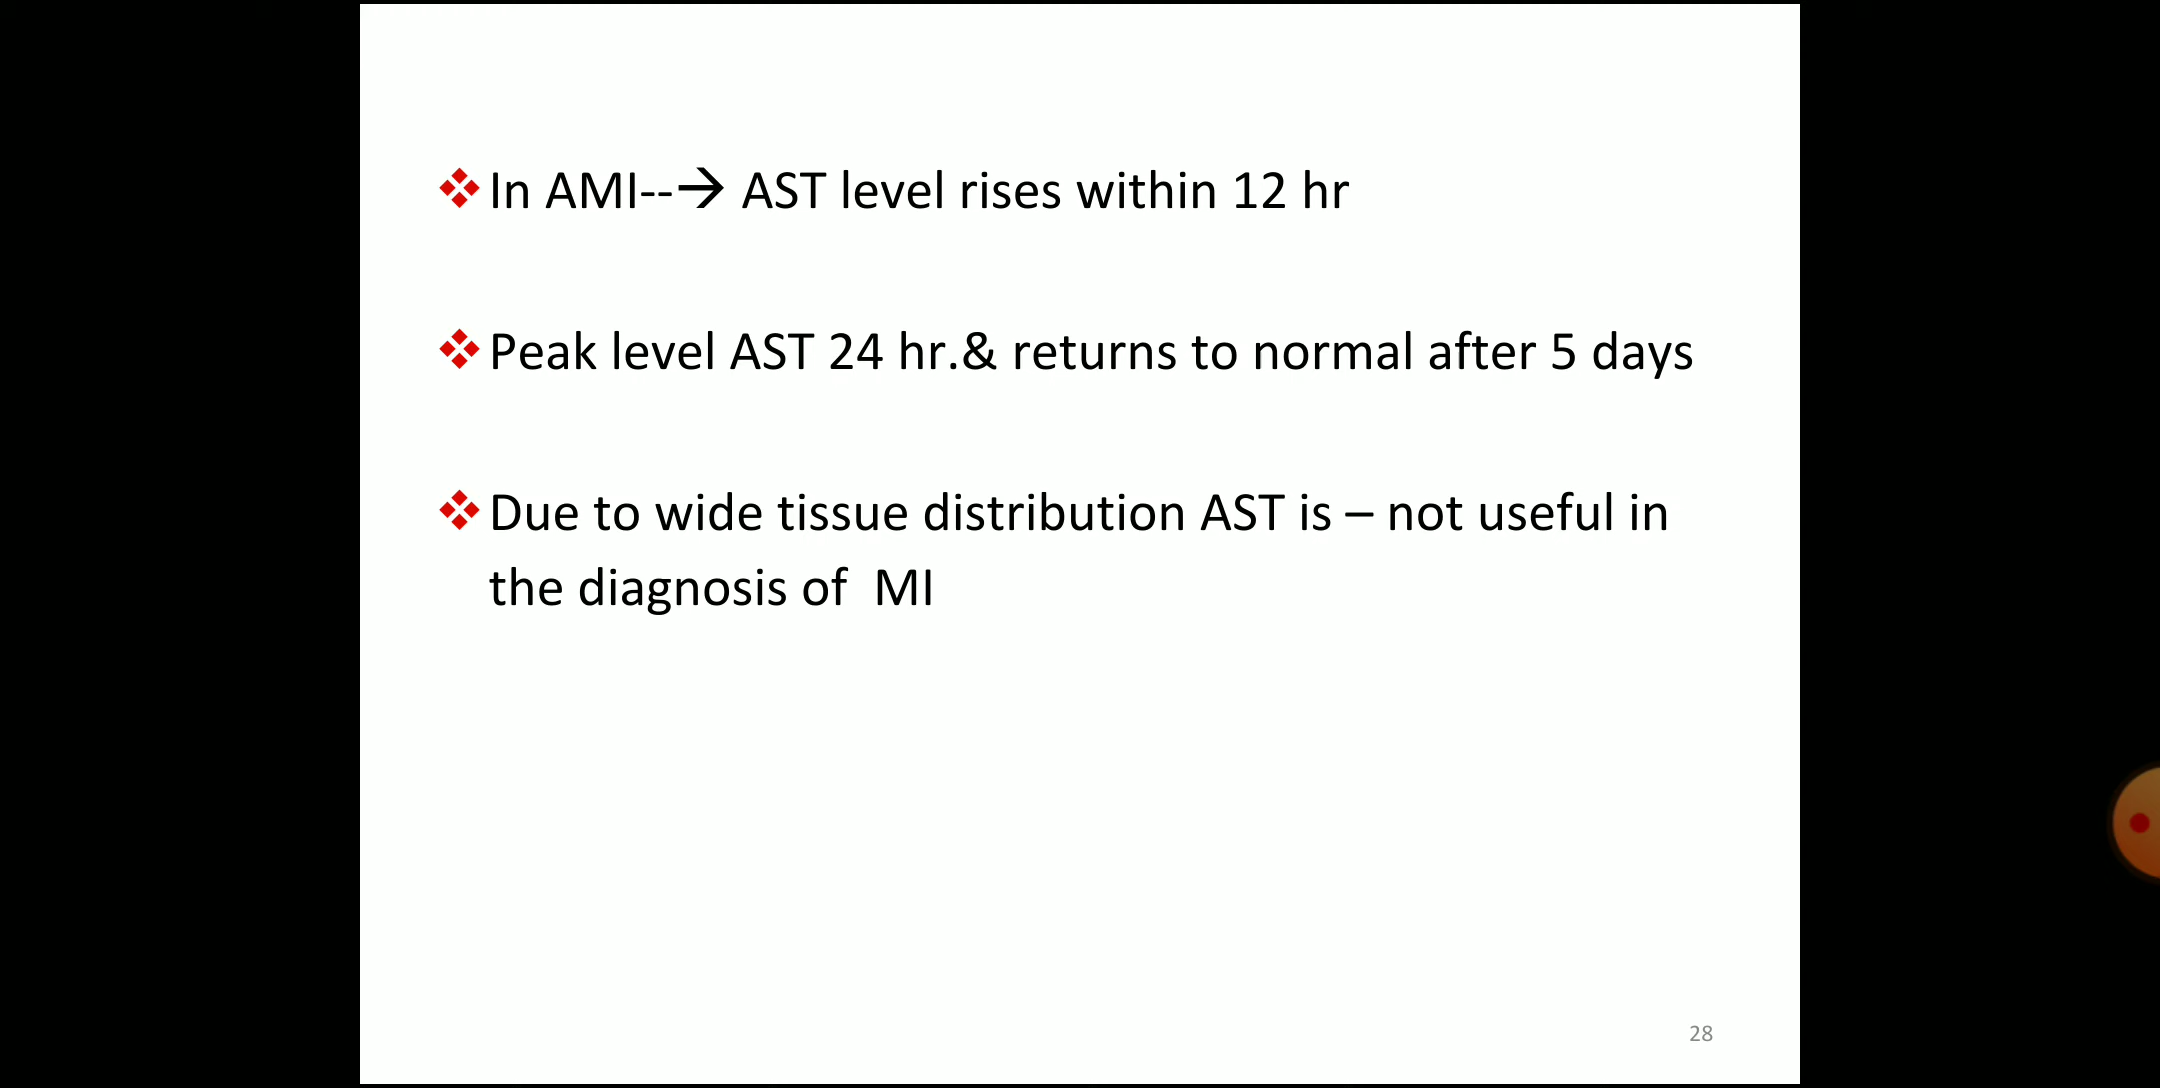 ❖ In AMI--→ AST level rises within 12 hr
❖ Peak level AST 24 hr.& returns to normal after 5 days
❖ Due to wide tissue distribution AST is – not useful in
the diagnosis of  MI
28